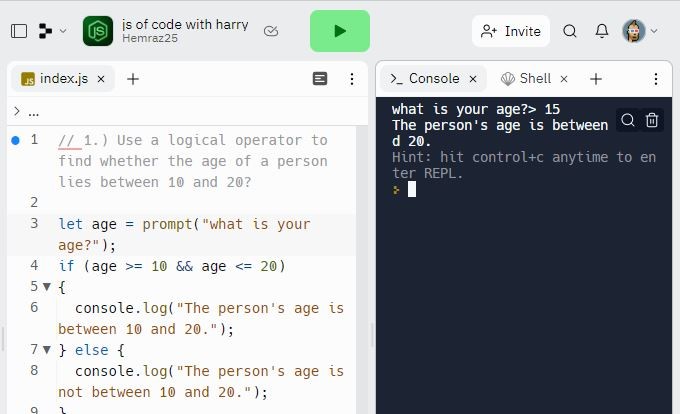 js of code with harry
Hemraz25
Invite
JS index.js
...
1 // 1.) Use a logical operator to
find whether the age of a person
lies between 10 and 20?
2
3 let age = prompt("what is your
age?");
4 if (age >= 10 && age <= 20)
5 {
6 console.log("The person's age is
between 10 and 20.");
7 } else {
8 console.log("The person's age is
not between 10 and 20.");
9 }
Console
Shell
what is your age?> 15
The person's age is between
d 20.
Hint: hit control+c anytime to en
ter REPL.